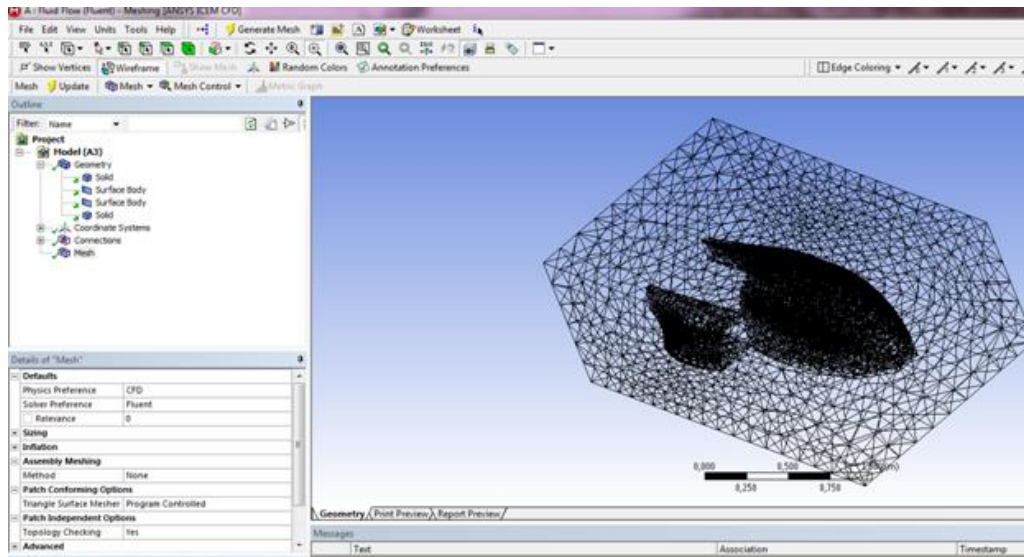 A : Fluid Flow (Fluent) – Meshing [ANSYS ICEM CFD]
File Edit View Units Tools Help Generate Mesh Worksheet
Show Vertices Wireframe Show Mesh Random Colors Annotation Preferences Edge Coloring
Mesh Update Mesh Mesh Control Metric Graph
Outline
Filter: Name
Project
Model (A3)
Geometry
Solid
Surface Body
Surface Body
Solid
Coordinate Systems
Connections
Mesh
Details of "Mesh"
Defaults
Physics Preference CFD
Solver Preference Fluent
Relevance 0
Sizing
Inflation
Assembly Meshing
Method None
Patch Conforming Options
Triangle Surface Mesher Program Controlled
Patch Independent Options
Topology Checking Yes
Advanced
0,000 0,500 (m)
0,250 0,750
Geometry Print Preview Report Preview
Messages
Text Association Timestamp